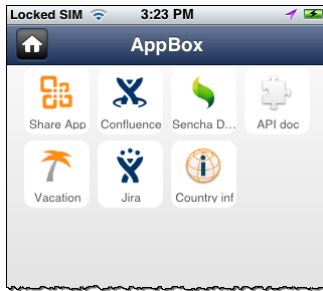 Locked SIM 3:23 PM
AppBox
Share App Confluence Sencha D... API doc
Vacation Jira Country inf